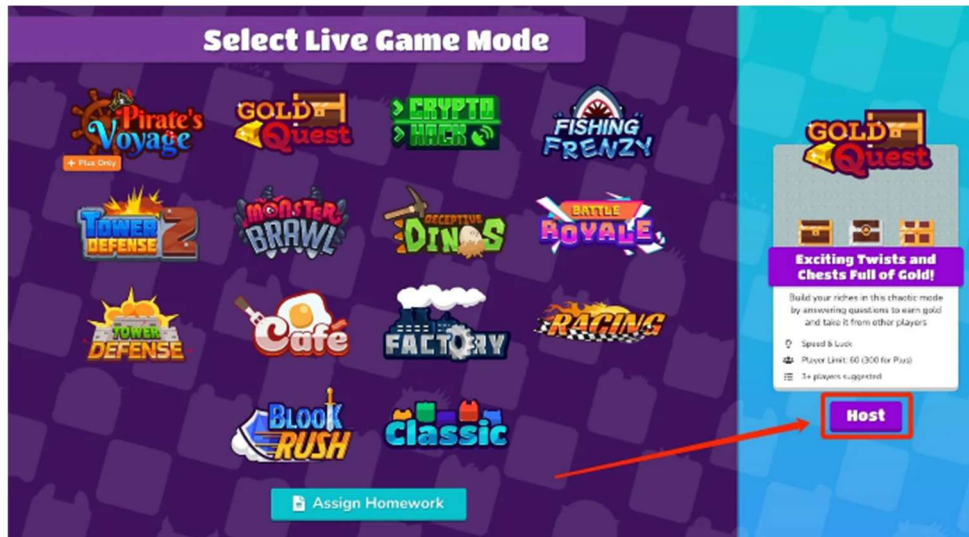 Select Live Game Mode
Pirate's
Voyage
+ Plus Only
GOLD
Quest
> CRYPTO
> HACK
FISHING
FRENZY
TOWER
DEFENSE 2
MONSTER
BRAWL
DECEPTIVE
DINOS
BATTLE
ROYALE
TOWER
DEFENSE
Café
FACTORY
RACING
BLOOK
RUSH
Classic
Assign Homework
GOLD
Quest
Exciting Twists and
Chests Full of Gold!
Build your riches in this chaotic mode
by answering questions to earn gold
and take it from other players
Speed & Luck
Player Limit: 60 (300 for Plus)
3+ players suggested
Host